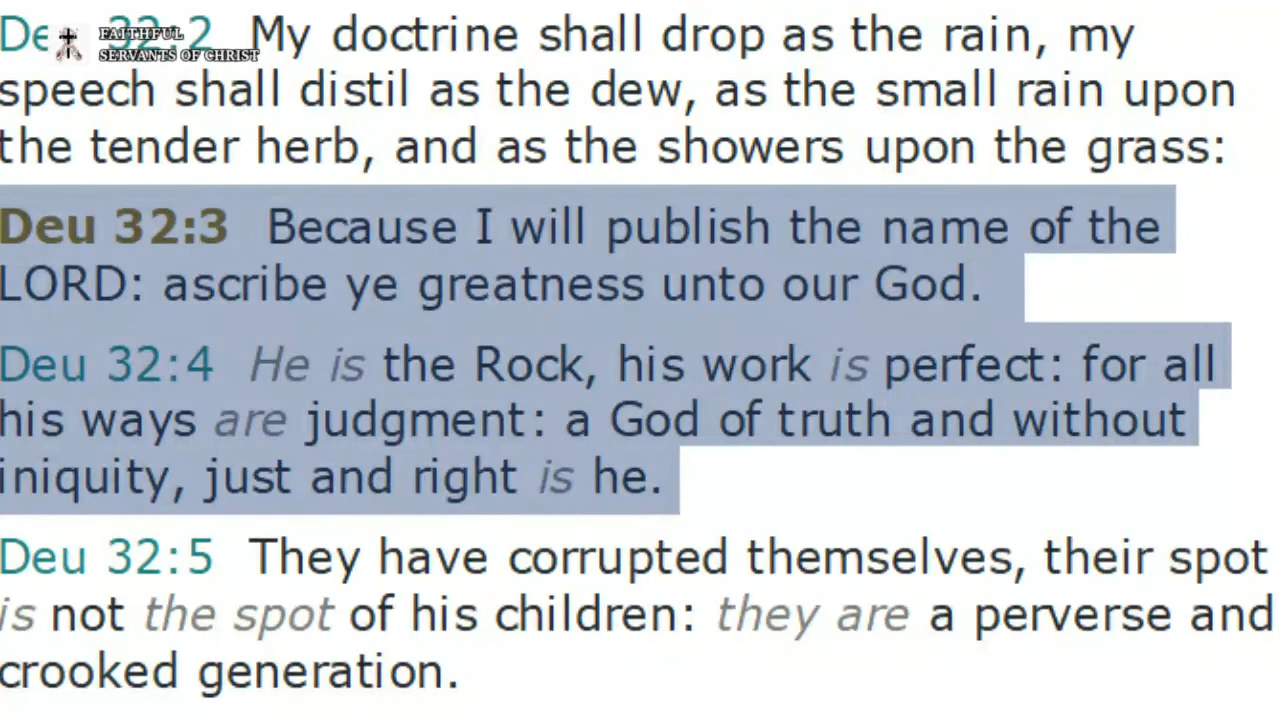 FAITHFUL
SERVANTS OF CHRIST
32:2 My doctrine shall drop as the rain, my
speech shall distil as the dew, as the small rain upon
the tender herb, and as the showers upon the grass:
Deu 32:3 Because I will publish the name of the
LORD: ascribe ye greatness unto our God.
Deu 32:4 He is the Rock, his work is perfect: for all
his ways are judgment: a God of truth and without
iniquity, just and right is he.
Deu 32:5 They have corrupted themselves, their spot
is not the spot of his children: they are a perverse and
crooked generation.